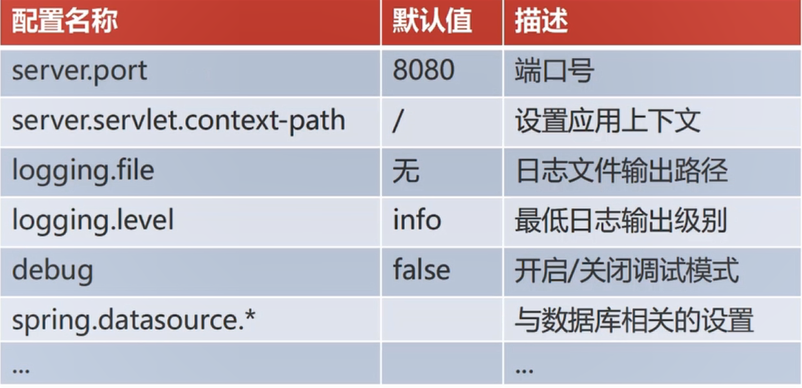 配置名称 默认值 描述
server.port 8080 端口号
server.servlet.context-path / 设置应用上下文
logging.file 无 日志文件输出路径
logging.level info 最低日志输出级别
debug false 开启/关闭调试模式
spring.datasource.* 与数据库相关的设置
... ...